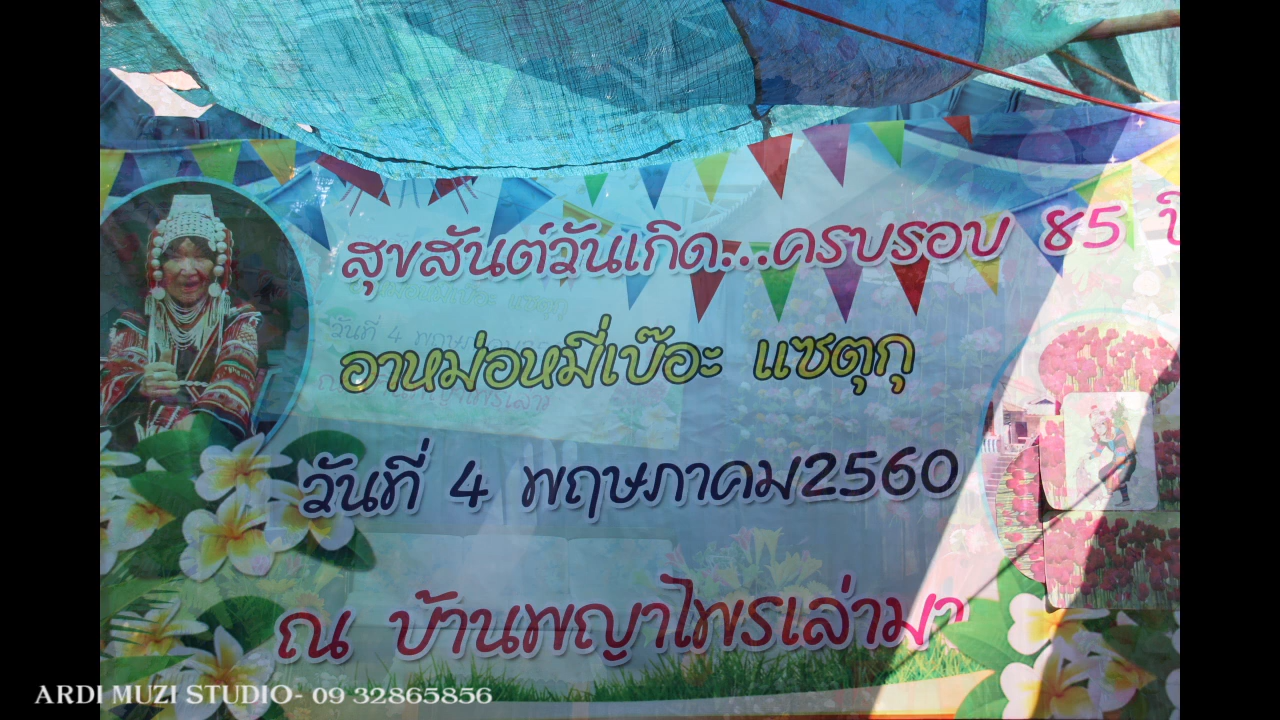 สุขสันต์วันเกิด...ครบรอบ 85 ปี
อาหม่อหมี่เบ๊อะ แซตุกุ
วันที่ 4 พฤษภาคม2560
ณ บ้านพญาไพรเล่ามา
ARDI MUZI STUDIO- 09 32865856